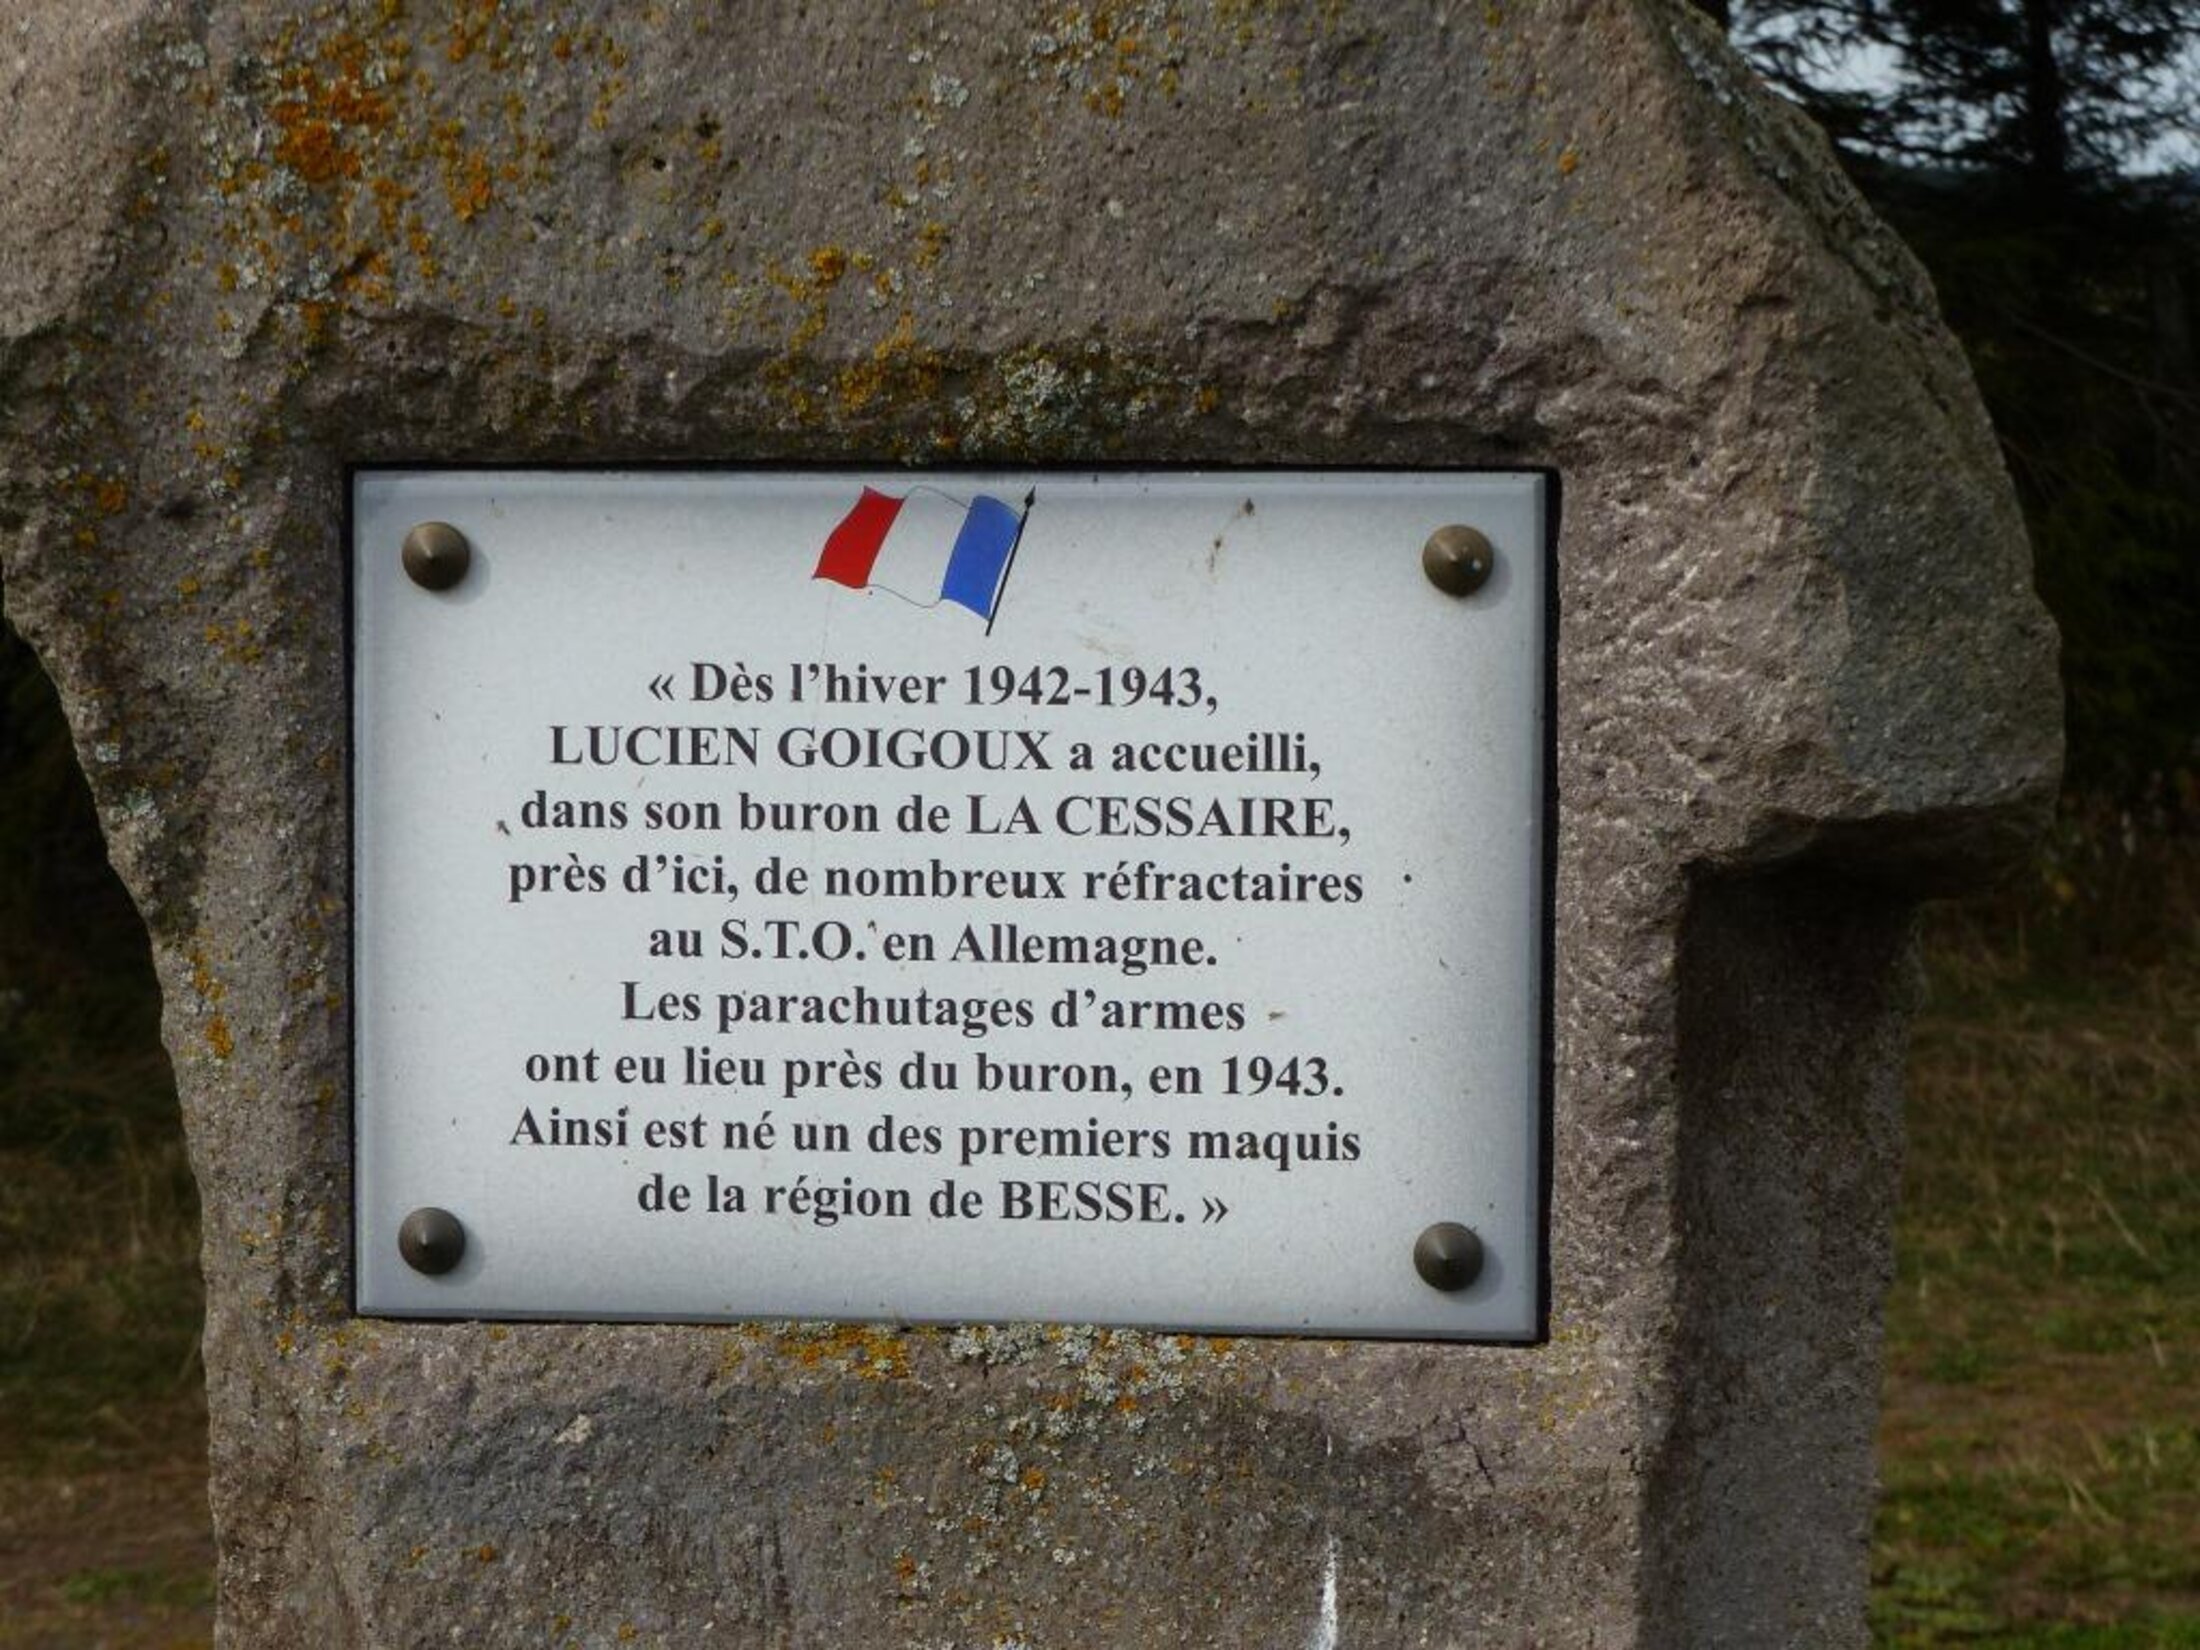 « Dès l’hiver 1942-1943,
LUCIEN GOIGOUX a accueilli,
dans son buron de LA CESSAIRE,
près d’ici, de nombreux réfractaires
au S.T.O. en Allemagne.
Les parachutages d’armes
ont eu lieu près du buron, en 1943.
Ainsi est né un des premiers maquis
de la région de BESSE. »